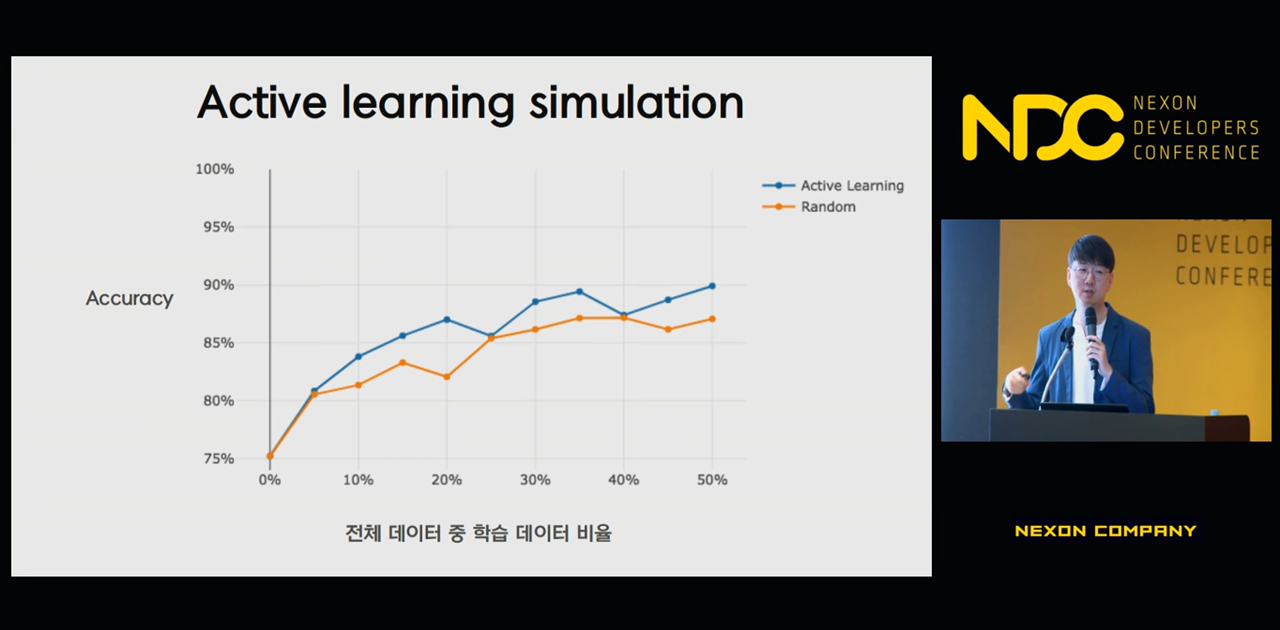 Active learning simulation
100%
95%
90%
85%
80%
75%
Accuracy
0% 10% 20% 30% 40% 50%
전체 데이터 중 학습 데이터 비율
Active Learning
Random
NDC
NEXON
DEVELOPERS
CONFERENCE
DEVELOP
CONFERE
NEXON COMPANY